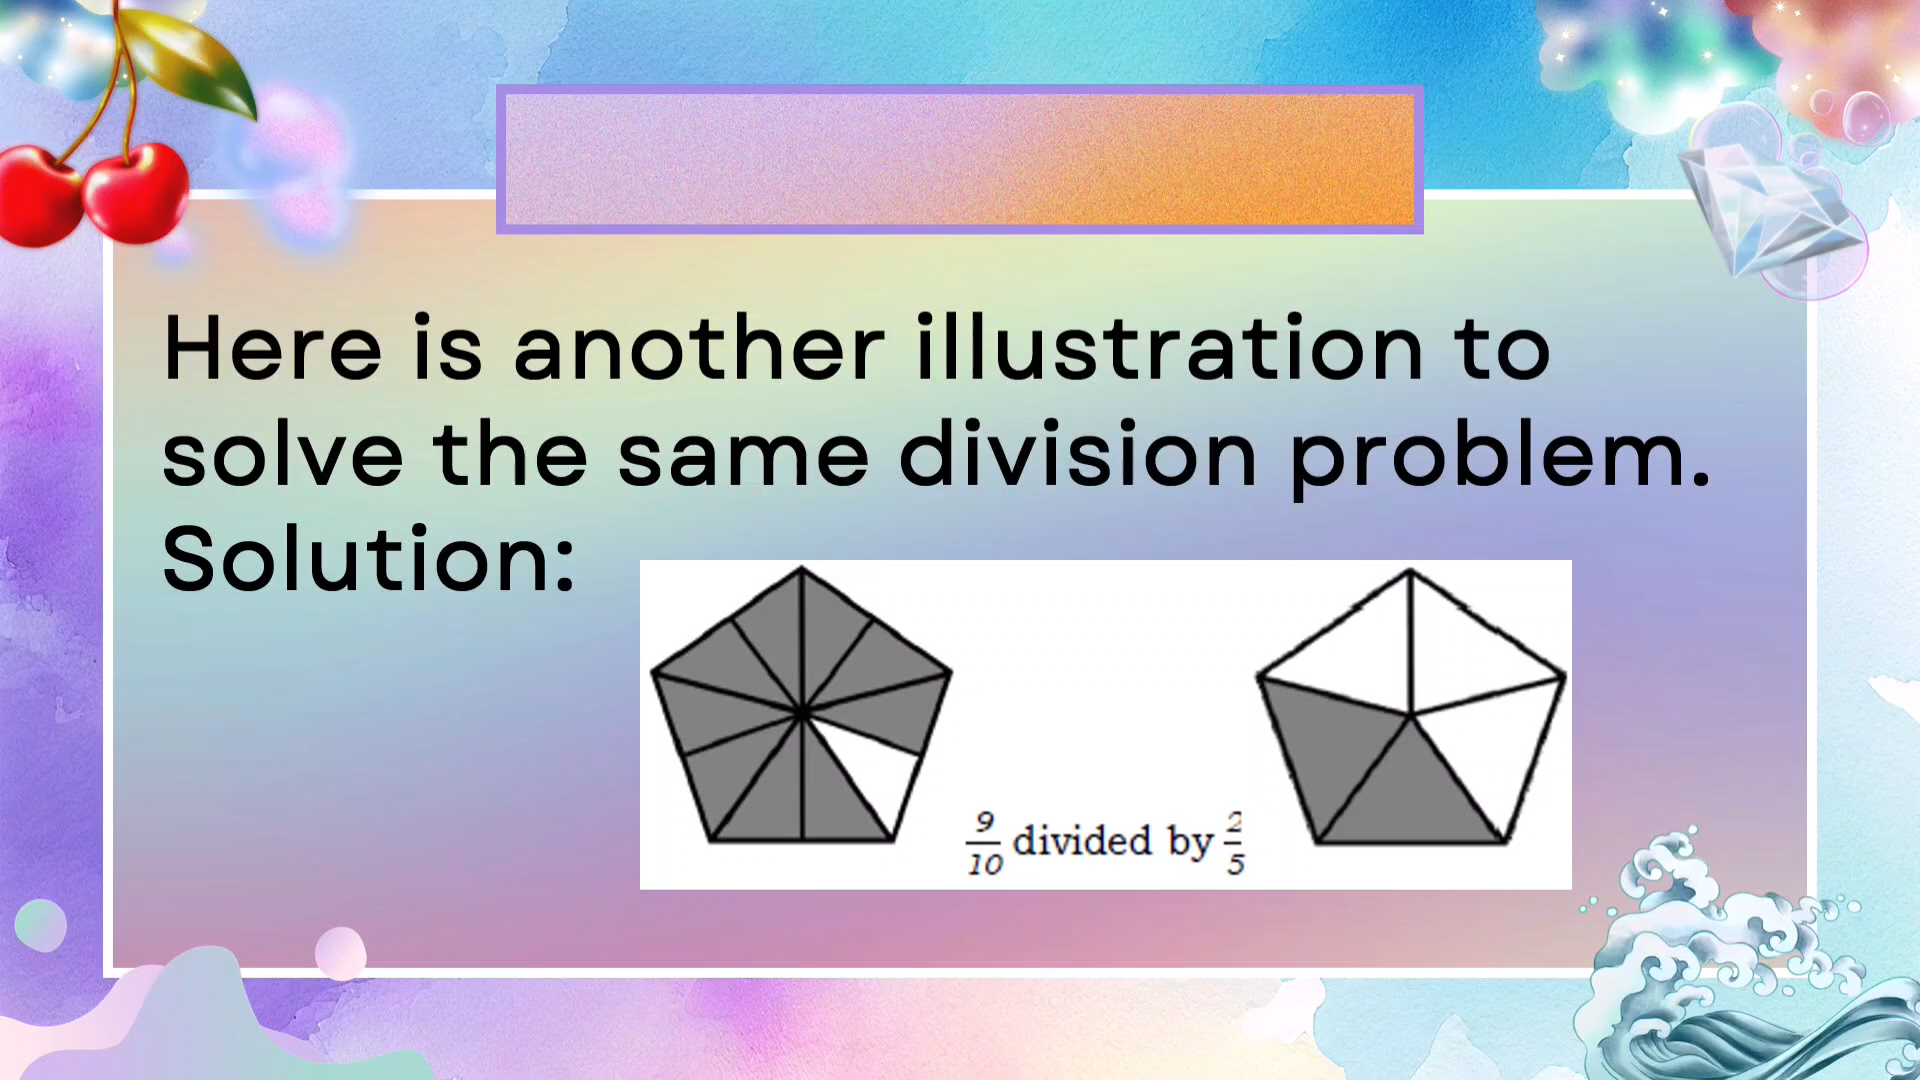 Here is another illustration to
solve the same division problem.
Solution:
9/10 divided by 2/5